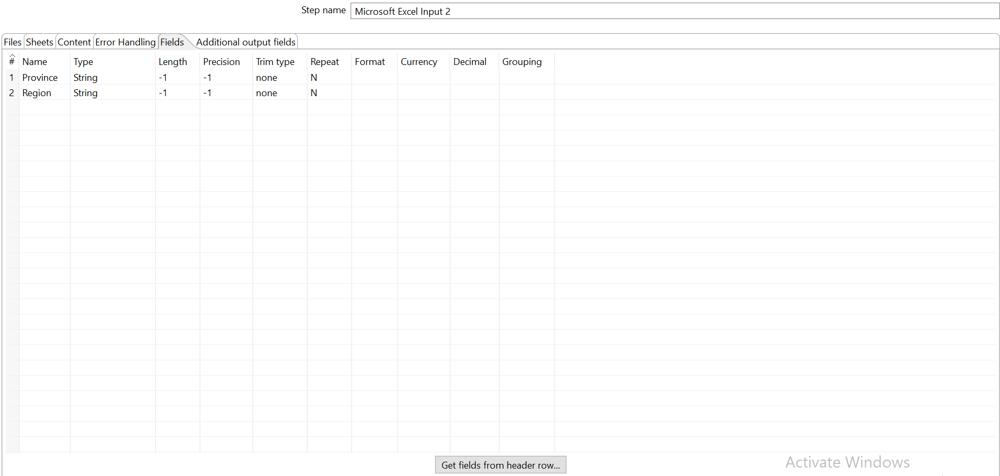 Step name Microsoft Excel Input 2
Files Sheets Content Error Handling Fields Additional output fields
# Name Type Length Precision Trim type Repeat Format Currency Decimal Grouping
1 Province String -1 -1 none N
2 Region String -1 -1 none N
Get fields from header row...
Activate Windows